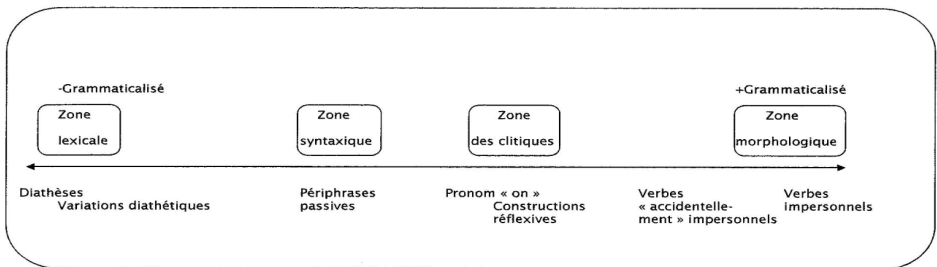 -Grammaticalisé
+Grammaticalisé
Zone
lexicale
Zone
syntaxique
Zone
des clitiques
Zone
morphologique
Diathèses
Variations diathétiques
Périphrases
passives
Pronom « on »
Constructions
réflexives
Verbes
« accidentelle-
ment » impersonnels
Verbes
impersonnels